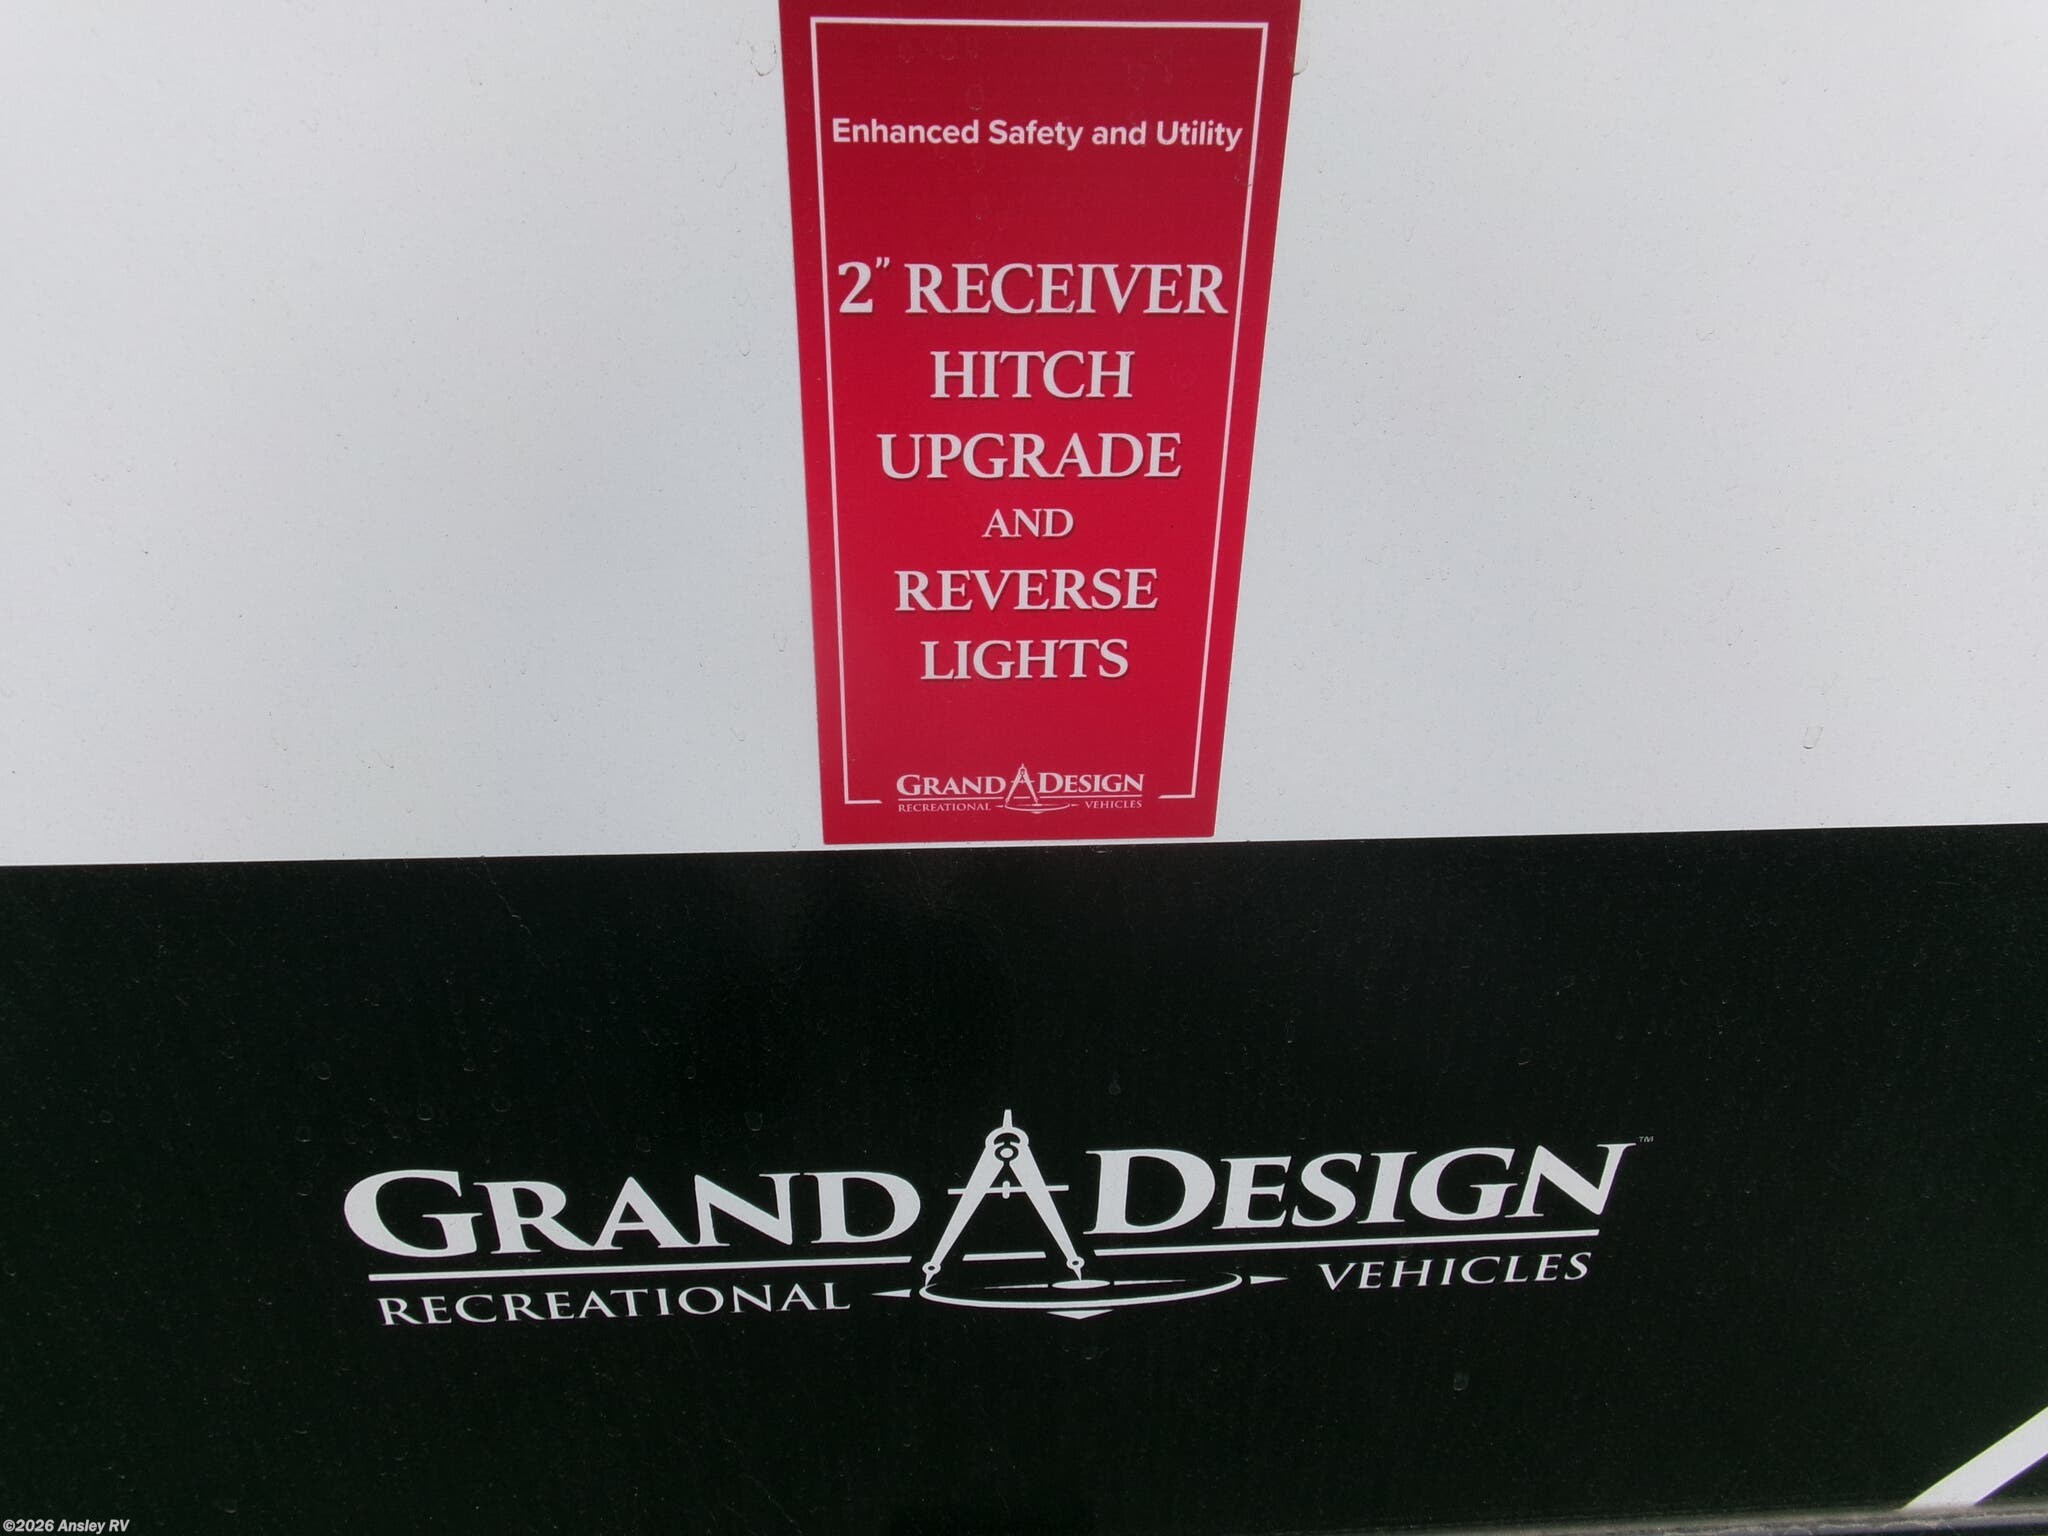 Enhanced Safety and Utility
2" RECEIVER
HITCH
UPGRADE
AND
REVERSE
LIGHTS
GRAND DESIGN
RECREATIONAL VEHICLES
GRAND DESIGN™
RECREATIONAL VEHICLES
©2026 Ansley RV